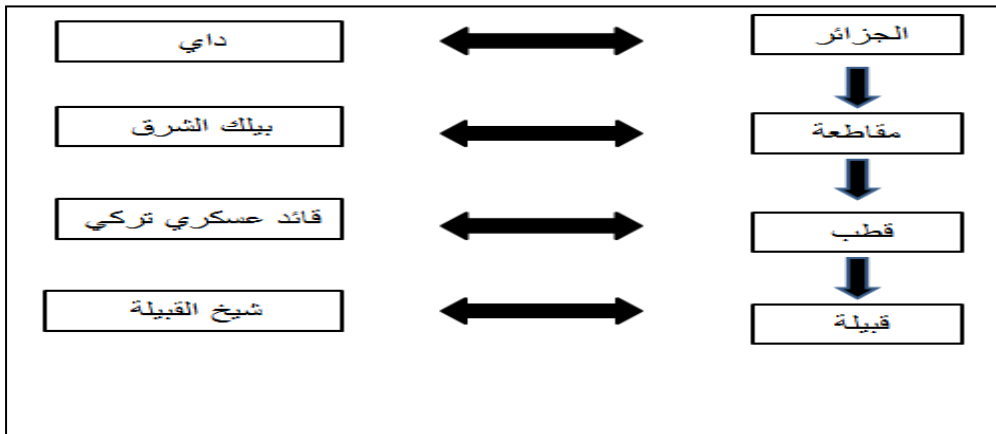 الجزائر
داي
مقاطعة
بيلك الشرق
قطب
قائد عسكري تركي
قبيلة
شيخ القبيلة